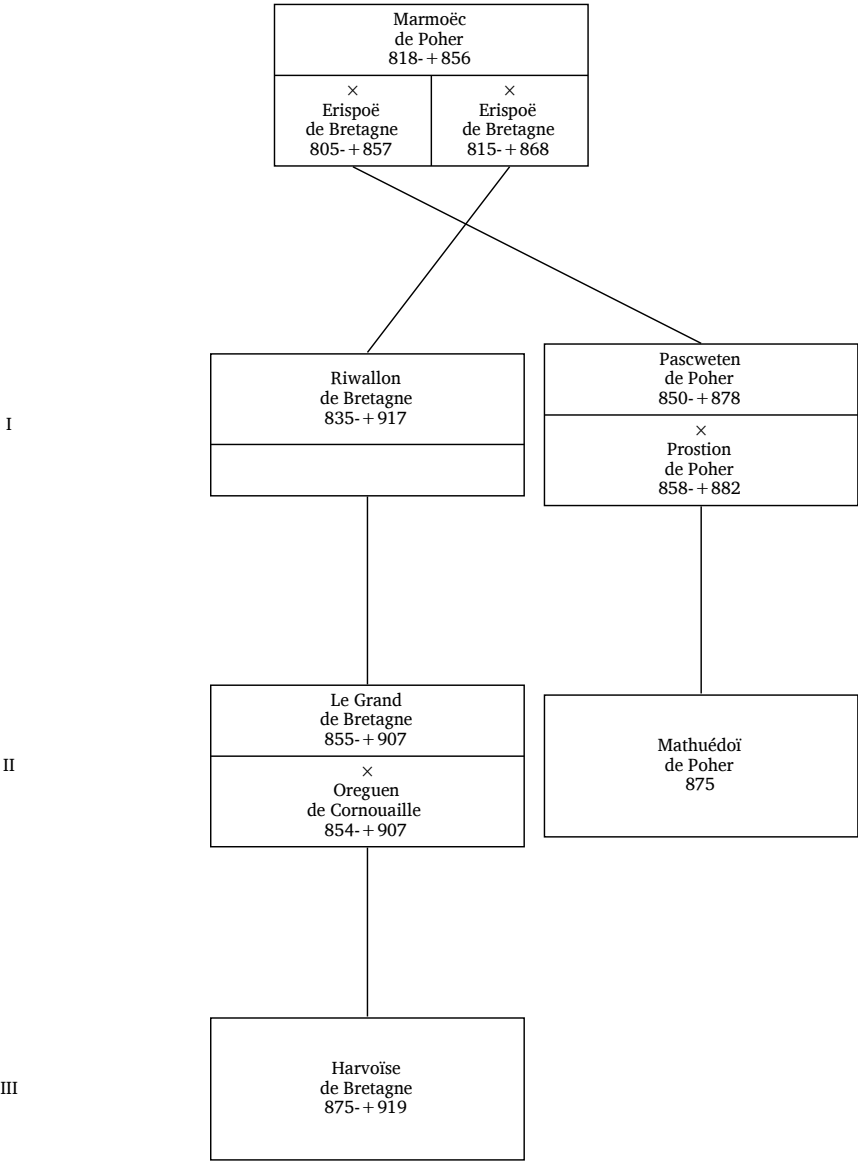 Marmoëc
de Poher
818-+856
×
Erispoë
de Bretagne
805-+857
×
Erispoë
de Bretagne
815-+868
I
Riwallon
de Bretagne
835-+917
Pascweten
de Poher
850-+878
×
Prostion
de Poher
858-+882
II
Le Grand
de Bretagne
855-+907
×
Oreguen
de Cornouaille
854-+907
Mathuédoï
de Poher
875
III
Harvoïse
de Bretagne
875-+919